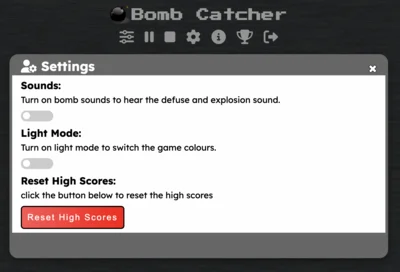 Bomb Catcher
Settings
Sounds:
Turn on bomb sounds to hear the defuse and explosion sound.
Light Mode:
Turn on light mode to switch the game colours.
Reset High Scores:
click the button below to reset the high scores
Reset High Scores